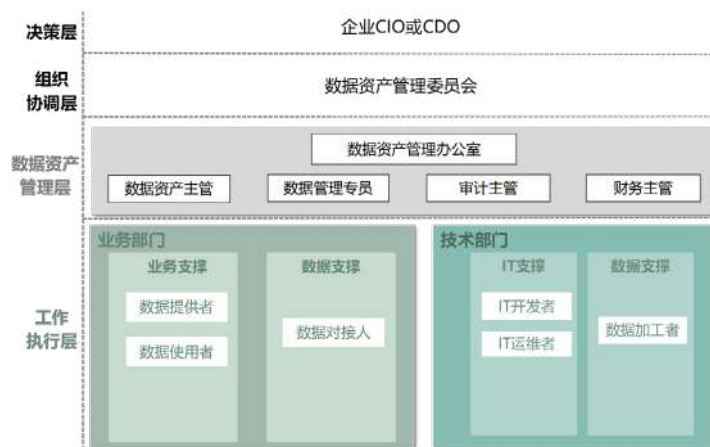 决策层
企业CIO或CDO
组织
协调层
数据资产管理委员会
数据资产
管理层
数据资产管理办公室
数据资产主管
数据管理专员
审计主管
财务主管
工作
执行层
业务部门
业务支撑
数据提供者
数据使用者
数据支撑
数据对接人
技术部门
IT支撑
IT开发者
IT运维者
数据支撑
数据加工者